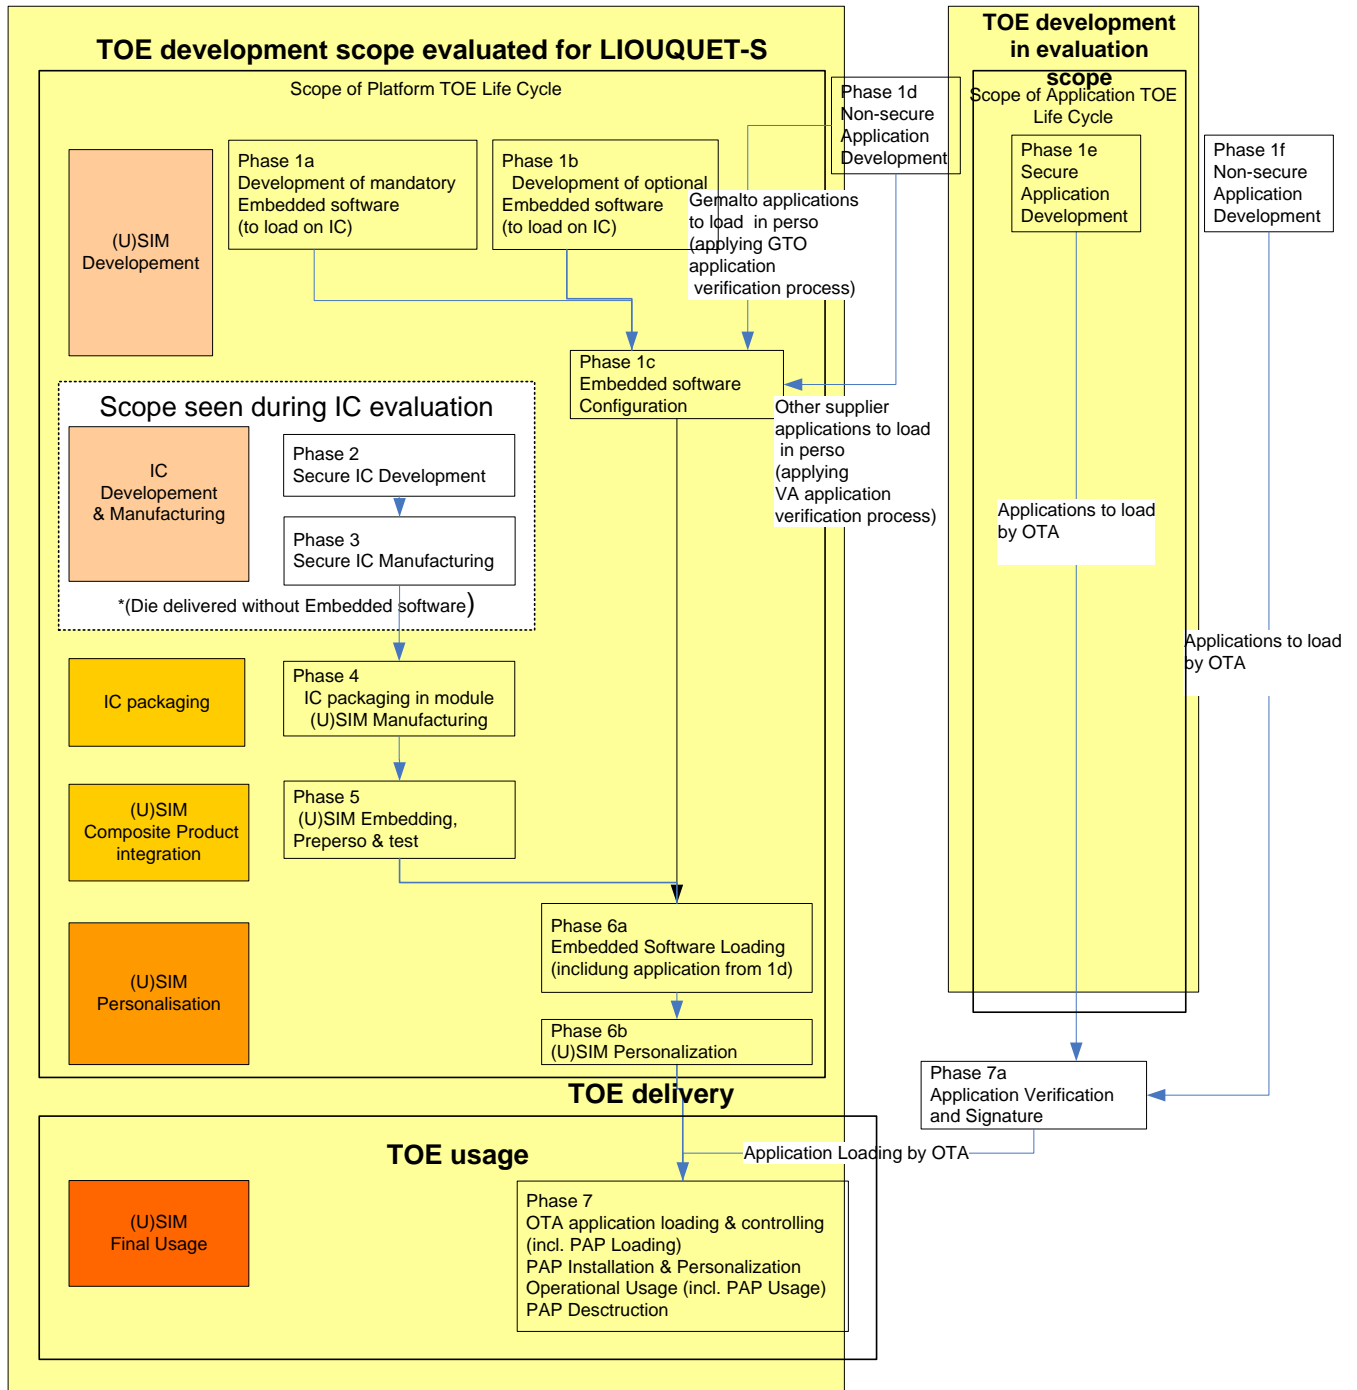 TOE development scope evaluated for LIOUQUET-S
TOE development
in evaluation
scope
Scope of Platform TOE Life Cycle
Scope of Application TOE
Life Cycle
(U)SIM
Developement
Phase 1a
Development of mandatory
Embedded software
(to load on IC)
Phase 1b
Development of optional
Embedded software
(to load on IC)
Phase 1d
Non-secure
Application
Development
Phase 1e
Secure
Application
Development
Phase 1f
Non-secure
Application
Development
Gemalto applications
to load  in perso
(applying GTO
application
verification process)
Phase 1c
Embedded software
Configuration
Other supplier
applications to load
in perso
(applying
VA application
verification process)
Scope seen during IC evaluation
IC
Developement
& Manufacturing
Phase 2
Secure IC Development
Phase 3
Secure IC Manufacturing
*(Die delivered without Embedded software)
Applications to load
by OTA
Applications to load
by OTA
IC packaging
Phase 4
IC packaging in module
(U)SIM Manufacturing
(U)SIM
Composite Product
integration
Phase 5
(U)SIM Embedding,
Preperso & test
(U)SIM
Personalisation
Phase 6a
Embedded Software Loading
(inclidung application from 1d)
Phase 6b
(U)SIM Personalization
Phase 7a
Application Verification
and Signature
TOE delivery
TOE usage
Application Loading by OTA
(U)SIM
Final Usage
Phase 7
OTA application loading & controlling
(incl. PAP Loading)
PAP Installation & Personalization
Operational Usage (incl. PAP Usage)
PAP Desctruction